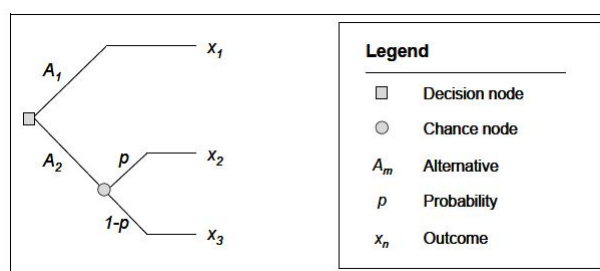 A1
x1
A2
p
x2
1-p
x3
Legend
Decision node
Chance node
Am Alternative
p Probability
xn Outcome